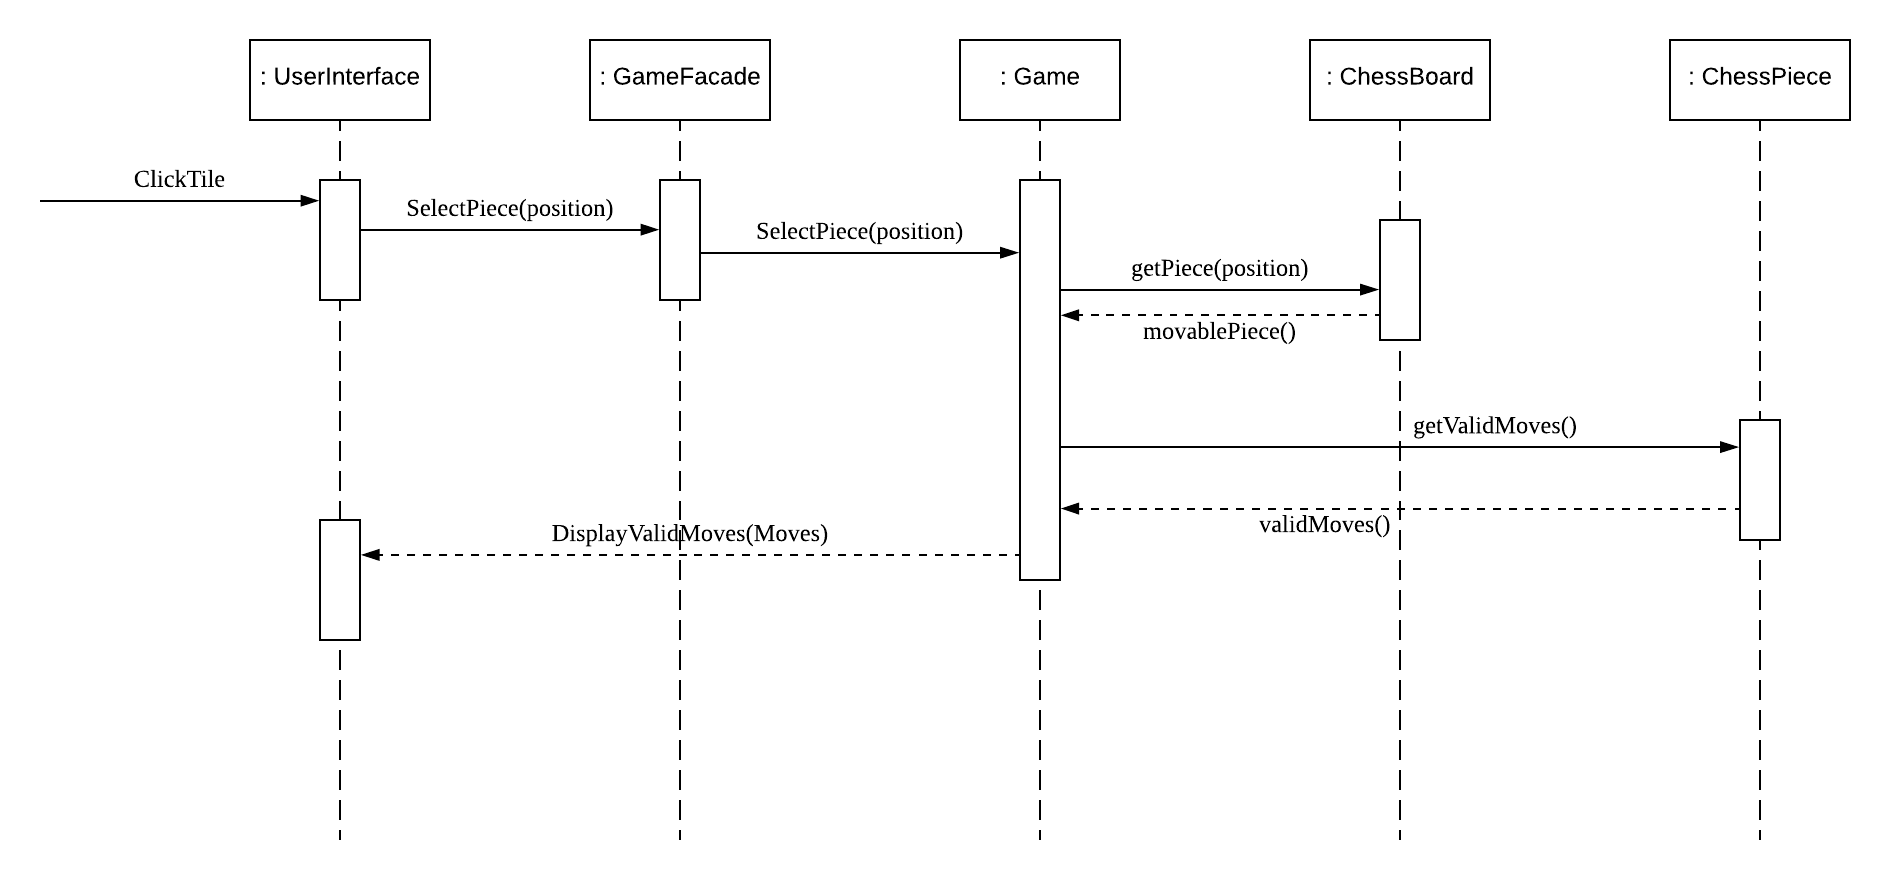 : UserInterface
: GameFacade
: Game
: ChessBoard
: ChessPiece
ClickTile
SelectPiece(position)
SelectPiece(position)
getPiece(position)
movablePiece()
getValidMoves()
validMoves()
DisplayValidMoves(Moves)